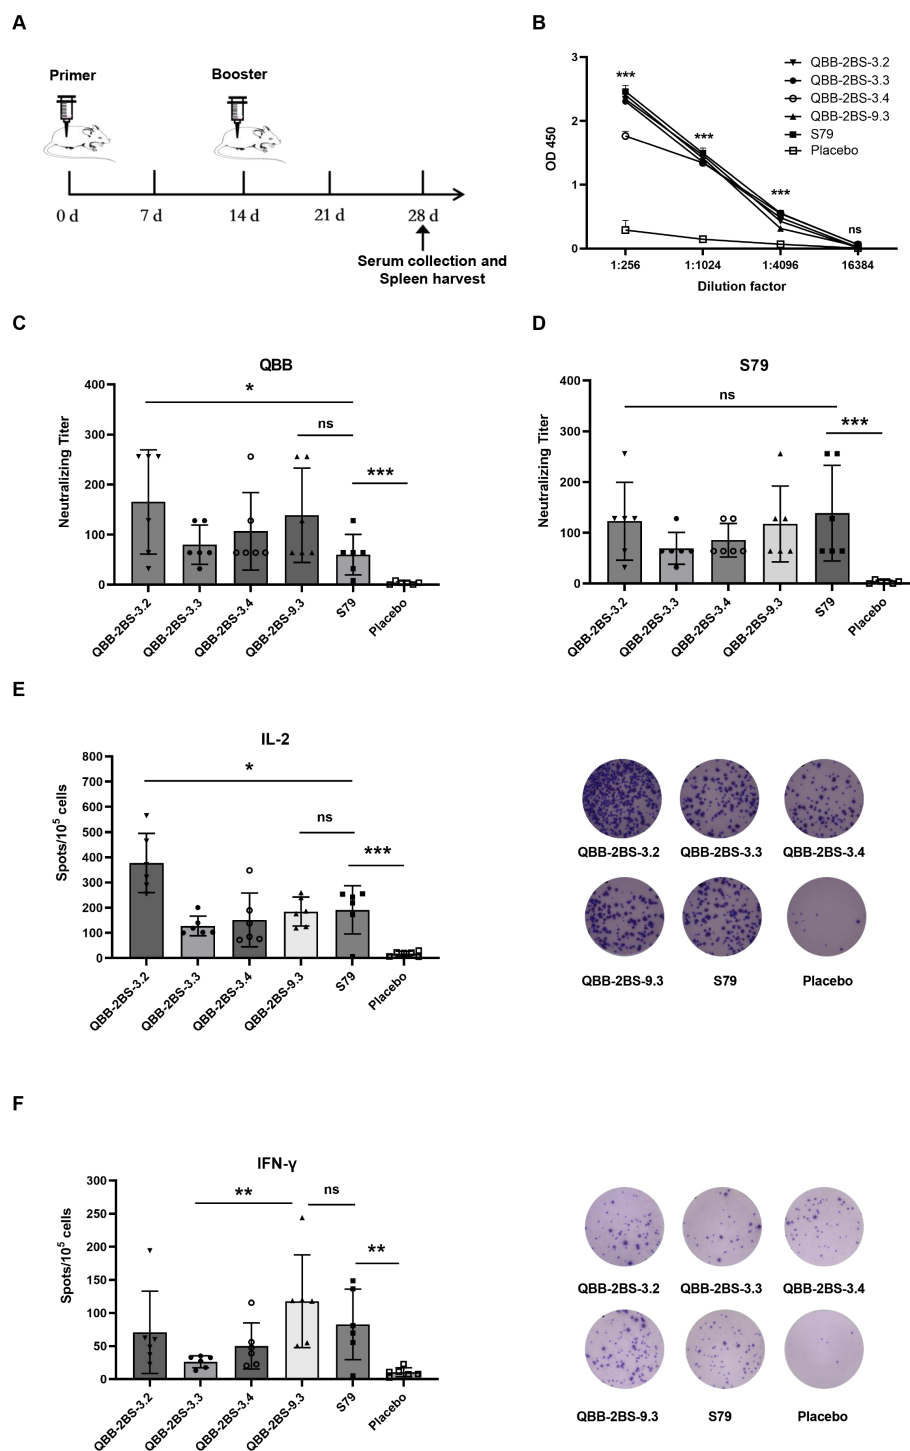 A
Primer
Booster
0 d
7 d
14 d
21 d
28 d
Serum collection and
Spleen harvest
B
OD 450
3
2
1
0
***
***
***
ns
QBB-2BS-3.2
QBB-2BS-3.3
QBB-2BS-3.4
QBB-2BS-9.3
S79
Placebo
1:256
1:1024
1:4096
16384
Dilution factor
C
QBB
Neutralizing Titer
400
300
200
100
0
*
ns
***
QBB-2BS-3.2
QBB-2BS-3.3
QBB-2BS-3.4
QBB-2BS-9.3
S79
Placebo
D
S79
Neutralizing Titer
400
300
200
100
0
ns
***
QBB-2BS-3.2
QBB-2BS-3.3
QBB-2BS-3.4
QBB-2BS-9.3
S79
Placebo
E
IL-2
Spots/10⁵ cells
800
700
600
500
400
300
200
100
0
*
ns
***
QBB-2BS-3.2
QBB-2BS-3.3
QBB-2BS-3.4
QBB-2BS-9.3
S79
Placebo
QBB-2BS-3.2
QBB-2BS-3.3
QBB-2BS-3.4
QBB-2BS-9.3
S79
Placebo
F
IFN-γ
Spots/10⁵ cells
300
250
200
150
100
50
0
**
ns
**
QBB-2BS-3.2
QBB-2BS-3.3
QBB-2BS-3.4
QBB-2BS-9.3
S79
Placebo
QBB-2BS-3.2
QBB-2BS-3.3
QBB-2BS-3.4
QBB-2BS-9.3
S79
Placebo